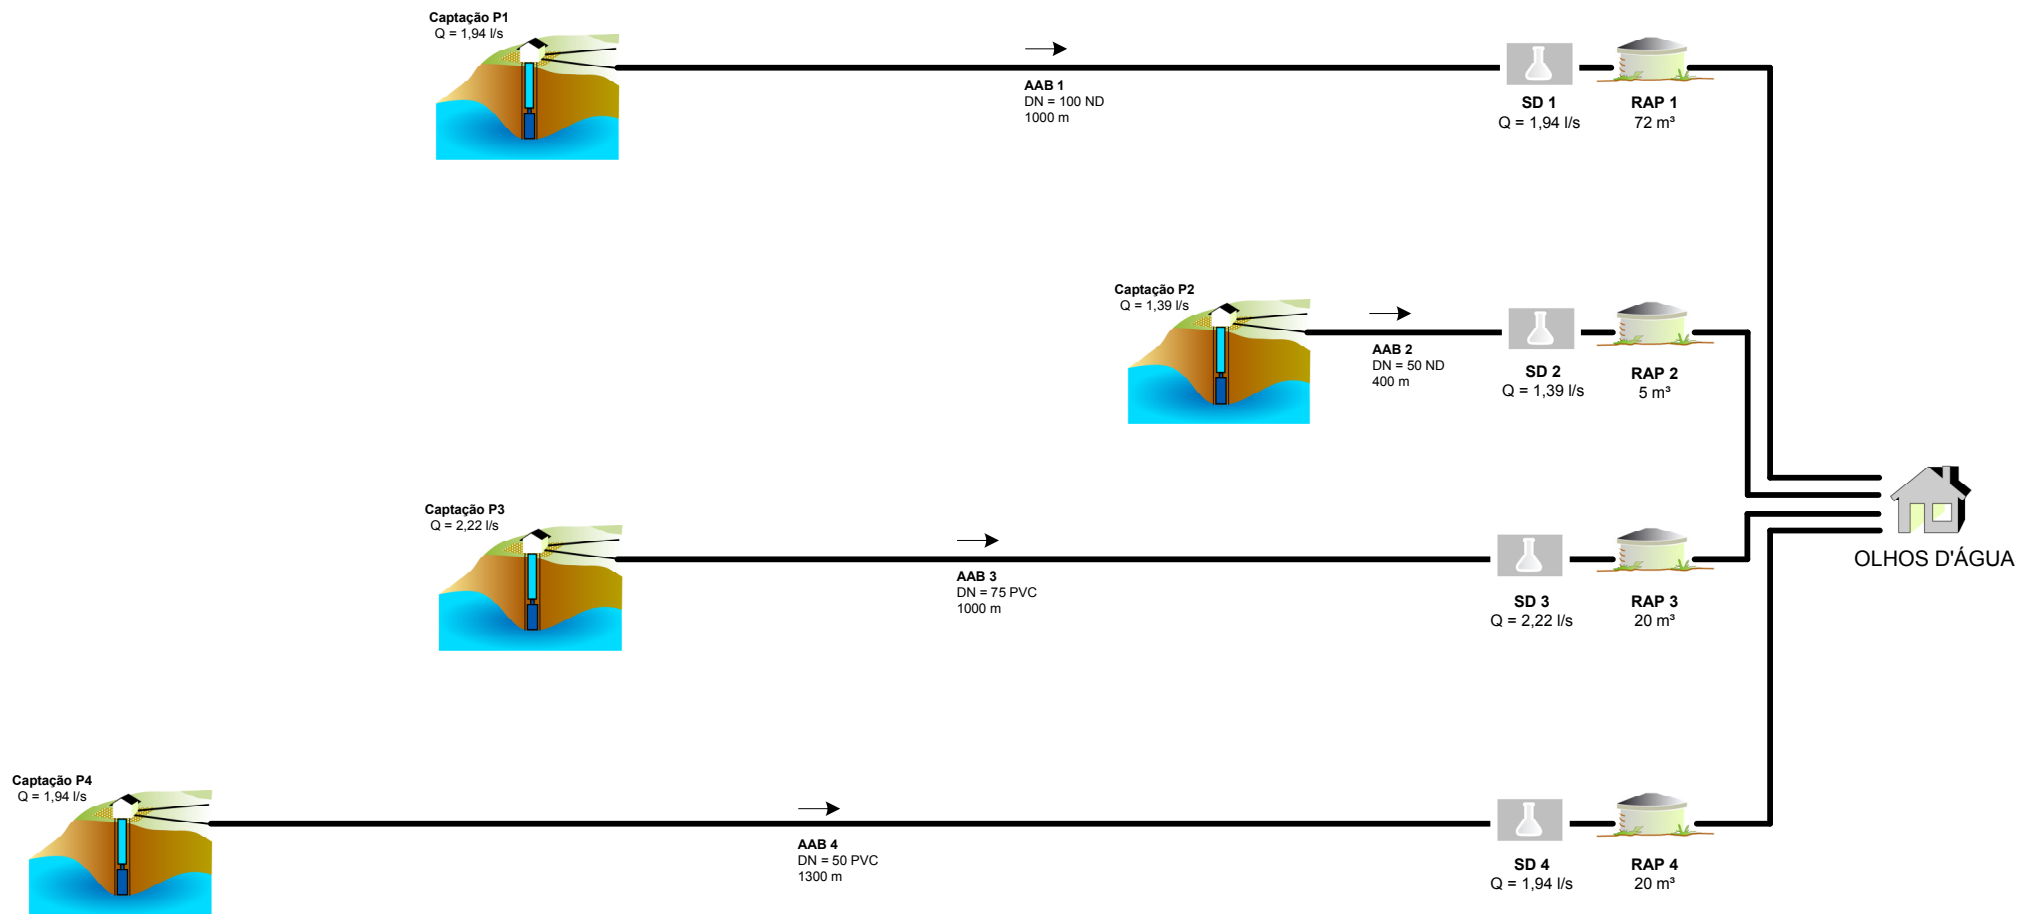 Captação P1
Q = 1,94 l/s
AAB 1
DN = 100 ND
1000 m
SD 1
Q = 1,94 l/s
RAP 1
72 m³
Captação P2
Q = 1,39 l/s
AAB 2
DN = 50 ND
400 m
SD 2
Q = 1,39 l/s
RAP 2
5 m³
Captação P3
Q = 2,22 l/s
AAB 3
DN = 75 PVC
1000 m
SD 3
Q = 2,22 l/s
RAP 3
20 m³
OLHOS D'ÁGUA
Captação P4
Q = 1,94 l/s
AAB 4
DN = 50 PVC
1300 m
SD 4
Q = 1,94 l/s
RAP 4
20 m³